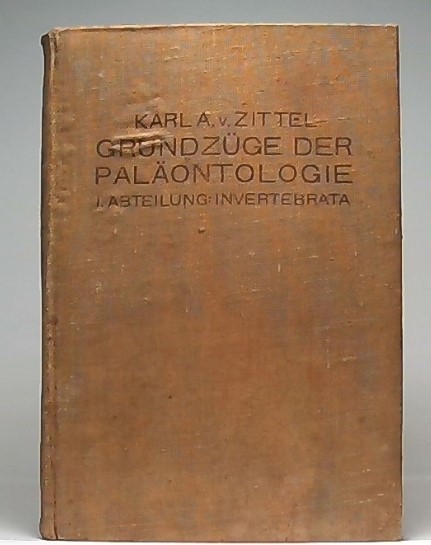 KARL A. v. ZITTEL
GRUNDZÜGE DER
PALÄONTOLOGIE
I. ABTEILUNG: INVERTEBRATA